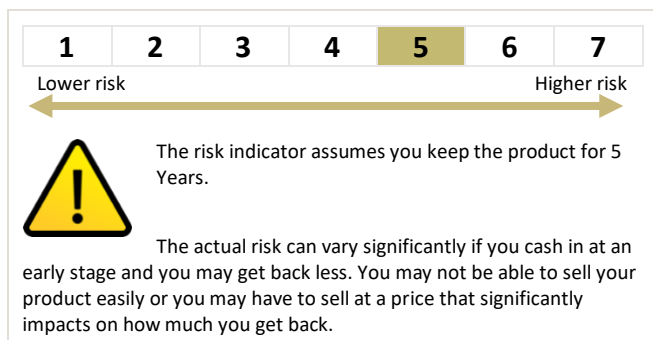 1 2 3 4 5 6 7
Lower risk Higher risk
The risk indicator assumes you keep the product for 5
Years.
The actual risk can vary significantly if you cash in at an
early stage and you may get back less. You may not be able to sell your
product easily or you may have to sell at a price that significantly
impacts on how much you get back.